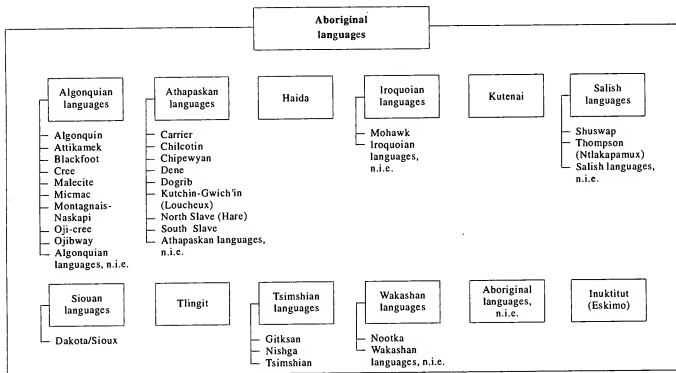 Aboriginal
languages
Algonquian
languages
Algonquin
Attikamek
Blackfoot
Cree
Malecite
Micmac
Montagnais-
Naskapi
Oji-cree
Ojibway
Algonquian
languages, n.i.e.
Athapaskan
languages
Carrier
Chilcotin
Chipewyan
Dene
Dogrib
Kutchin-Gwich'in
(Loucheux)
North Slave (Hare)
South Slave
Athapaskan languages,
n.i.e.
Haida
Iroquoian
languages
Mohawk
Iroquoian
languages,
n.i.e.
Kutenai
Salish
languages
Shuswap
Thompson
(Ntlakapamux)
Salish languages,
n.i.e.
Siouan
languages
Dakota/Sioux
Tlingit
Tsimshian
languages
Gitksan
Nishga
Tsimshian
Wakashan
languages
Nootka
Wakashan
languages, n.i.e.
Aboriginal
languages,
n.i.e.
Inuktitut
(Eskimo)